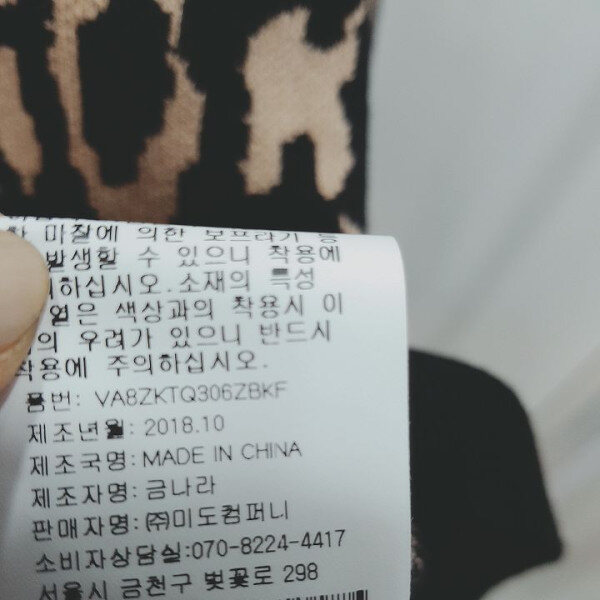 마찰에 의한 보프라기 등
발생할 수 있으니 착용에
하십시오.소재의 특성
옅은 색상과의 착용시 이
의 우려가 있으니 반드시
착용에 주의하십시오.
품번: VA8ZKTQ306ZBKF
제조년월: 2018.10
제조국명: MADE IN CHINA
제조자명: 금나라
판매자명: ㈜미도컴퍼니
소비자상담실:070-8224-4417
서울시 금천구 벚꽃로 298